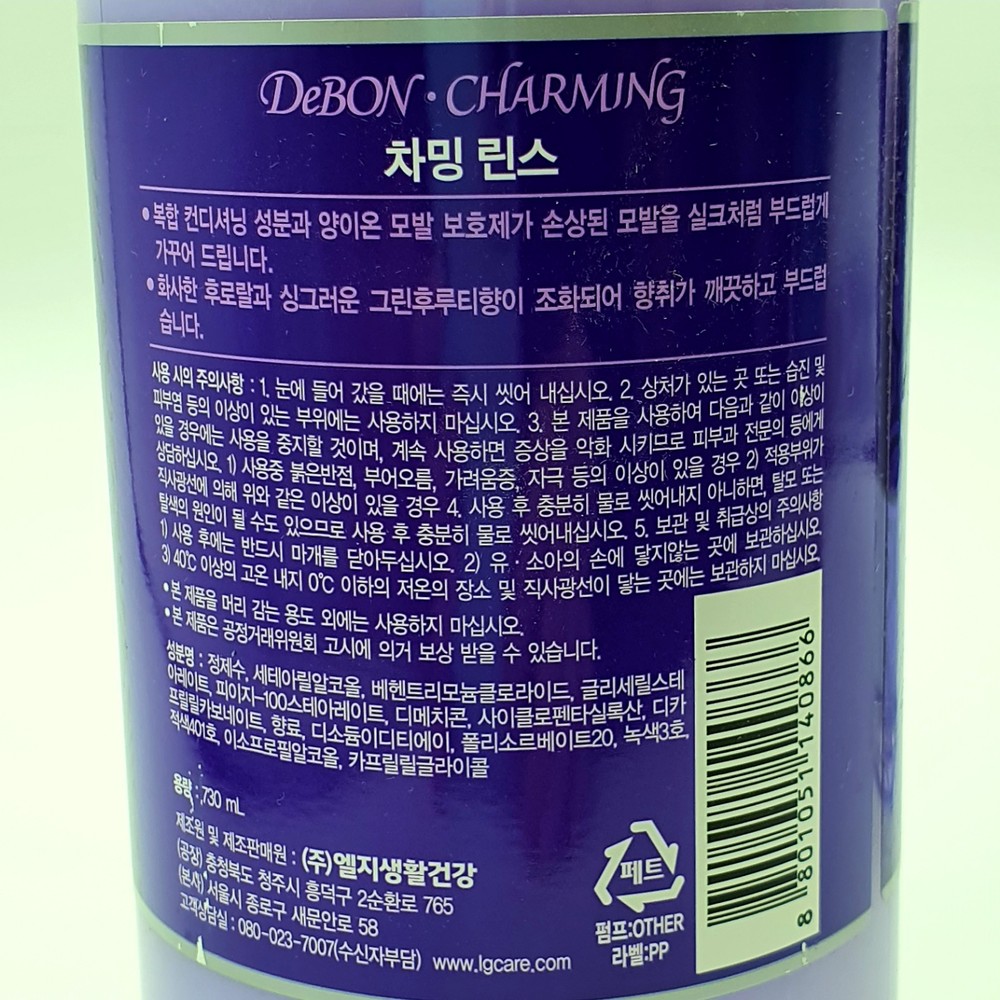 DeBON · CHARMING
차밍 린스
• 복합 컨디셔닝 성분과 양이온 모발 보호제가 손상된 모발을 실크처럼 부드럽게
가꾸어 드립니다.
• 화사한 후로랄과 싱그러운 그린후루티향이 조화되어 향취가 깨끗하고 부드럽
습니다.
사용 시의 주의사항 : 1. 눈에 들어 갔을 때에는 즉시 씻어 내십시오. 2. 상처가 있는 곳 또는 습진 및
피부염 등의 이상이 있는 부위에는 사용하지 마십시오. 3. 본 제품을 사용하여 다음과 같이 이상이
있을 경우에는 사용을 중지할 것이며, 계속 사용하면 증상을 악화 시키므로 피부과 전문의 등에게
상담하십시오. 1) 사용중 붉은반점, 부어오름, 가려움증, 자극 등의 이상이 있을 경우 2) 적용부위가
직사광선에 의해 위와 같은 이상이 있을 경우 4. 사용 후 충분히 물로 씻어내지 아니하면, 탈모 또는
탈색의 원인이 될 수도 있으므로 사용 후 충분히 물로 씻어내십시오. 5. 보관 및 취급상의 주의사항
1) 사용 후에는 반드시 마개를 닫아두십시오. 2) 유 · 소아의 손에 닿지않는 곳에 보관하십시오.
3) 40℃ 이상의 고온 내지 0℃ 이하의 저온의 장소 및 직사광선이 닿는 곳에는 보관하지 마십시오.
• 본 제품을 머리 감는 용도 외에는 사용하지 마십시오.
• 본 제품은 공정거래위원회 고시에 의거 보상 받을 수 있습니다.
성분명 : 정제수, 세테아릴알코올, 베헨트리모늄클로라이드, 글리세릴스테
아레이트, 피이지-100스테아레이트, 디메치콘, 사이클로펜타실록산, 디카
프릴릴카보네이트, 향료, 디소듐이디티에이, 폴리소르베이트20, 녹색3호,
적색401호, 이소프로필알코올, 카프릴릴글라이콜
용량 : 730 mL
제조원 및 제조판매원 : (주)엘지생활건강
(공장) 충청북도 청주시 흥덕구 2순환로 765
(본사) 서울시 종로구 새문안로 58
고객상담실 : 080-023-7007(수신자부담) www.lgcare.com
페트
펌프:OTHER
라벨:PP
8 801051 140866